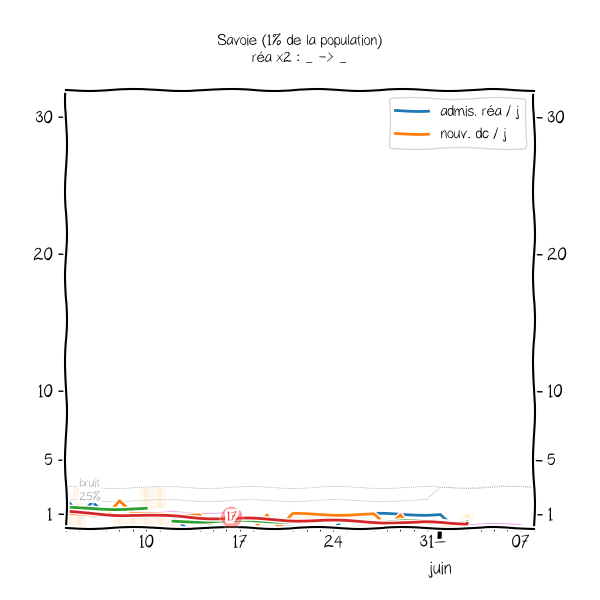 Savoie (1% de la population)
réa x2 : _ -> _
admis. réa / j
nouv. dc / j
30
30
20
20
10
10
5
5
bruit
25%
1
17
1
10
17
24
31
07
juin